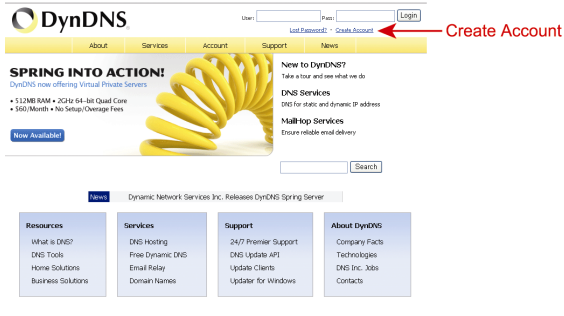 DynDNS
User: Pass: Login
Lost Password? - Create Account
Create Account
About Services Account Support News
SPRING INTO ACTION!
DynDNS now offering Virtual Private Servers
• 512MB RAM • 2GHz 64-bit Quad Core
• $60/Month • No Setup/Overage Fees
Now Available!
New to DynDNS?
Take a tour and see what we do
DNS Services
DNS for static and dynamic IP address
MailHop Services
Ensure reliable email delivery
Search
News Dynamic Network Services Inc. Releases DynDNS Spring Server
Resources
What is DNS?
DNS Tools
Home Solutions
Business Solutions
Services
DNS Hosting
Free Dynamic DNS
Email Relay
Domain Names
Support
24/7 Premier Support
DNS Update API
Update Clients
Updater for Windows
About DynDNS
Company Facts
Technologies
DNS Inc. Jobs
Contacts